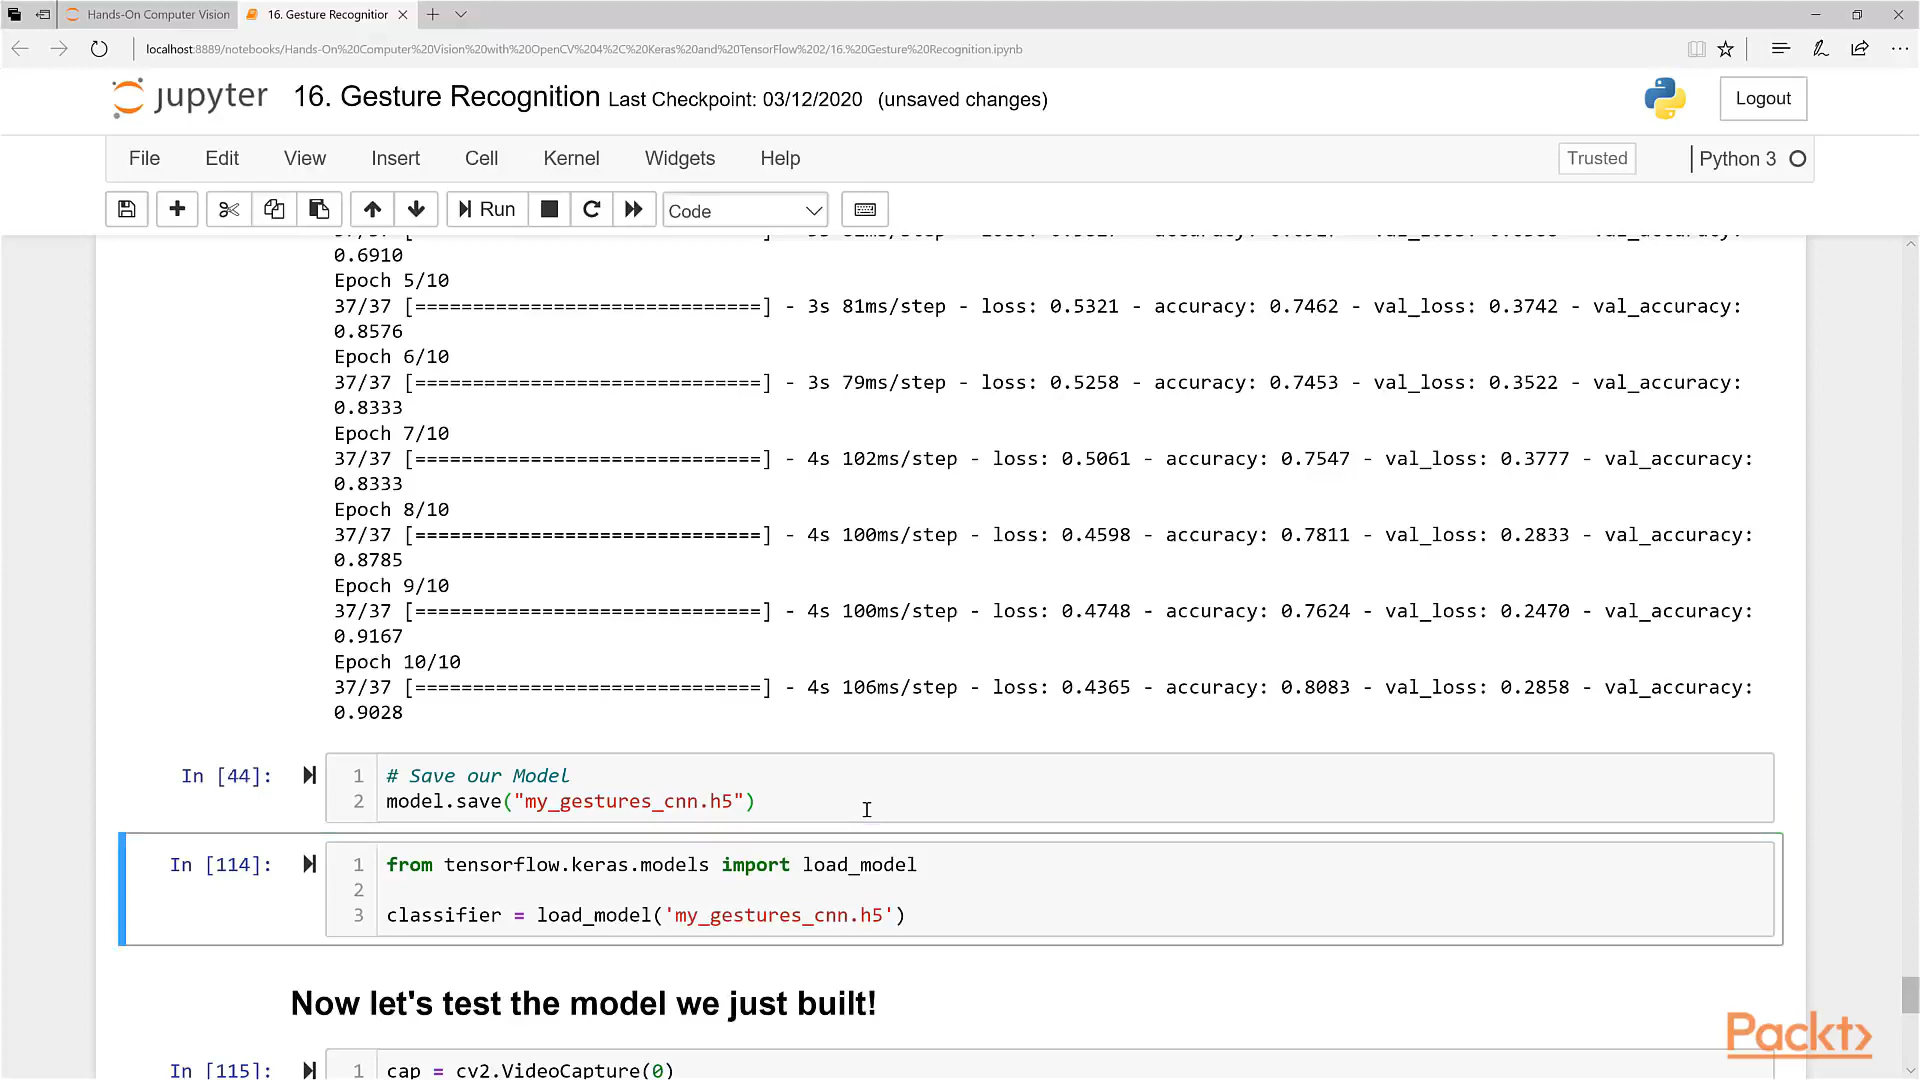 Hands-On Computer Vision
16. Gesture Recognition
localhost:8889/notebooks/Hands-On%20Computer%20Vision%20with%20OpenCV%204%2C%20Keras%20and%20TensorFlow%202/16.%20Gesture%20Recognition.ipynb
jupyter 16. Gesture Recognition Last Checkpoint: 03/12/2020 (unsaved changes)
Logout
File Edit View Insert Cell Kernel Widgets Help
Trusted
Python 3
Run
Code
0.6910
Epoch 5/10
37/37 [==============================] - 3s 81ms/step - loss: 0.5321 - accuracy: 0.7462 - val_loss: 0.3742 - val_accuracy:
0.8576
Epoch 6/10
37/37 [==============================] - 3s 79ms/step - loss: 0.5258 - accuracy: 0.7453 - val_loss: 0.3522 - val_accuracy:
0.8333
Epoch 7/10
37/37 [==============================] - 4s 102ms/step - loss: 0.5061 - accuracy: 0.7547 - val_loss: 0.3777 - val_accuracy:
0.8333
Epoch 8/10
37/37 [==============================] - 4s 100ms/step - loss: 0.4598 - accuracy: 0.7811 - val_loss: 0.2833 - val_accuracy:
0.8785
Epoch 9/10
37/37 [==============================] - 4s 100ms/step - loss: 0.4748 - accuracy: 0.7624 - val_loss: 0.2470 - val_accuracy:
0.9167
Epoch 10/10
37/37 [==============================] - 4s 106ms/step - loss: 0.4365 - accuracy: 0.8083 - val_loss: 0.2858 - val_accuracy:
0.9028
In [44]:
1 # Save our Model
2 model.save("my_gestures_cnn.h5")
In [114]:
1 from tensorflow.keras.models import load_model
2
3 classifier = load_model('my_gestures_cnn.h5')
Now let's test the model we just built!
In [115]:
1 cap = cv2.VideoCapture(0)
Packt>